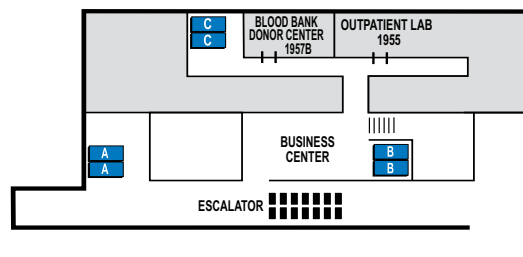 C
C
BLOOD BANK
DONOR CENTER
1957B
OUTPATIENT LAB
1955
A
A
BUSINESS
CENTER
B
B
ESCALATOR